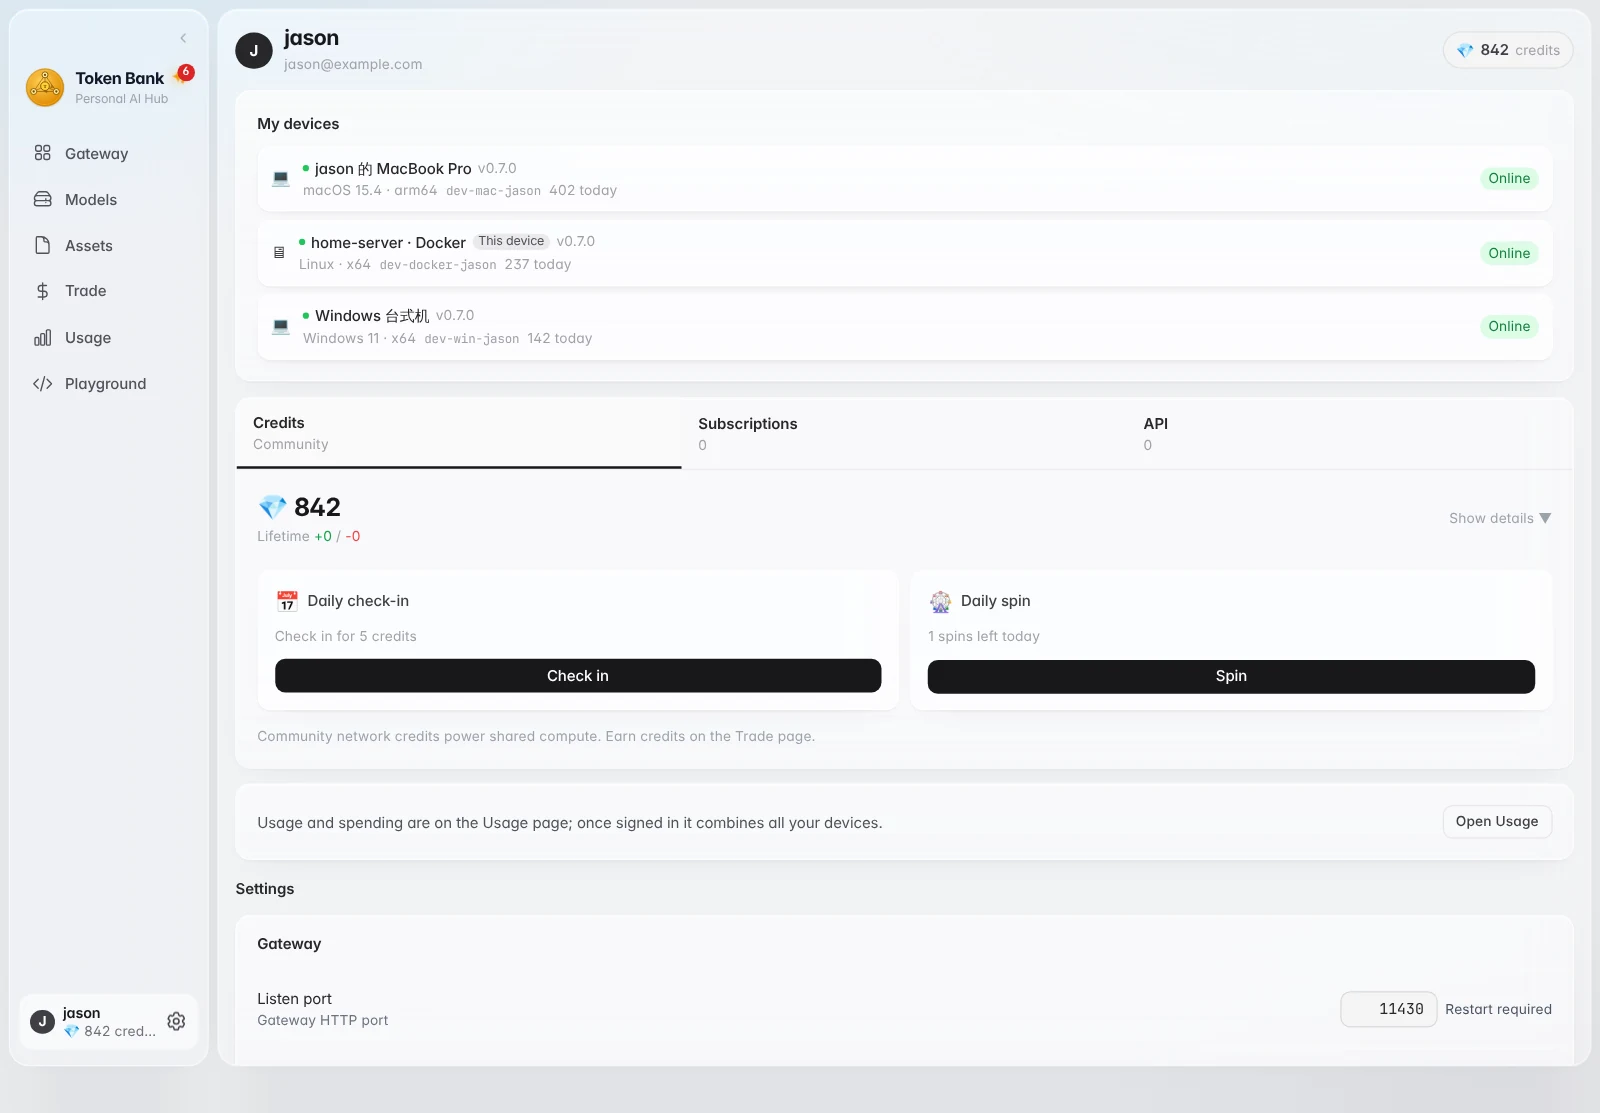 Token Bank
6
Personal AI Hub
Gateway
Models
Assets
Trade
Usage
Playground
J
jason
842 cred...
J
jason
jason@example.com
842 credits
My devices
jason 的 MacBook Pro v0.7.0
macOS 15.4 · arm64 dev-mac-jason 402 today
Online
home-server · Docker This device v0.7.0
Linux · x64 dev-docker-jason 237 today
Online
Windows 台式机 v0.7.0
Windows 11 · x64 dev-win-jason 142 today
Online
Credits
Community
Subscriptions
0
API
0
842
Lifetime +0 / -0
Show details ▼
Daily check-in
Check in for 5 credits
Check in
Daily spin
1 spins left today
Spin
Community network credits power shared compute. Earn credits on the Trade page.
Usage and spending are on the Usage page; once signed in it combines all your devices.
Open Usage
Settings
Gateway
Listen port
Gateway HTTP port
11430
Restart required